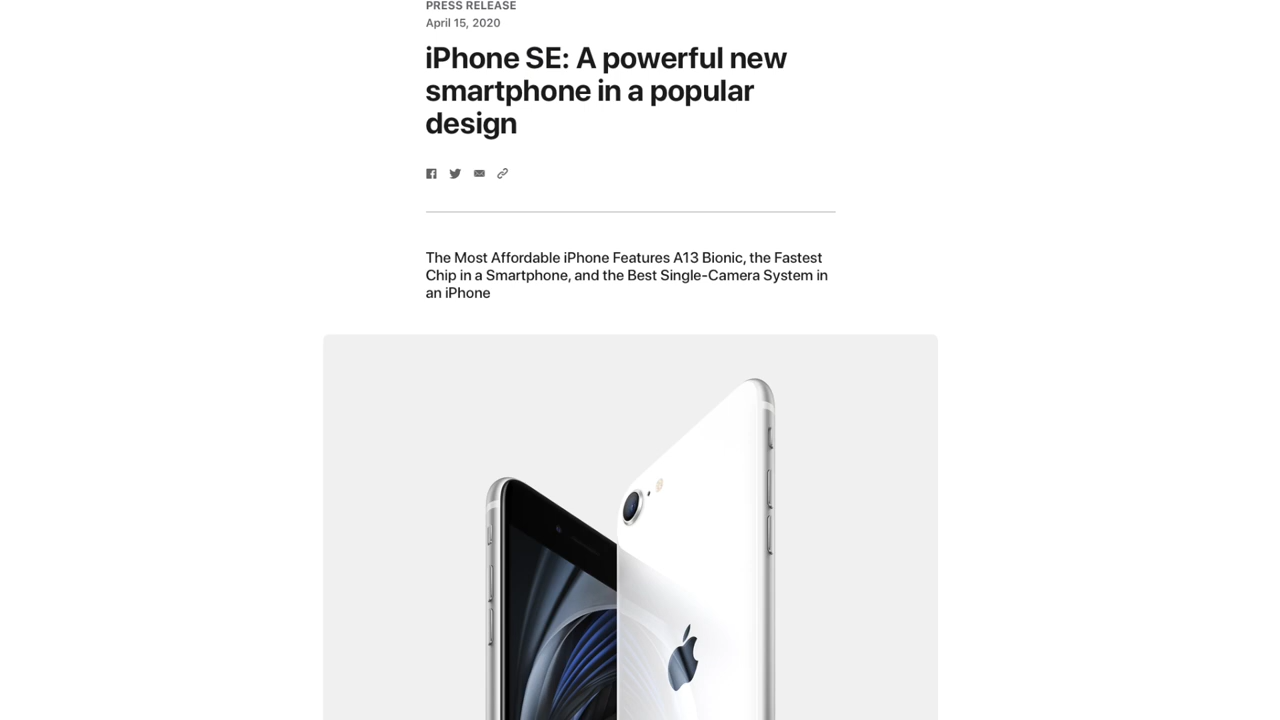 PRESS RELEASE
April 15, 2020
iPhone SE: A powerful new
smartphone in a popular
design
The Most Affordable iPhone Features A13 Bionic, the Fastest
Chip in a Smartphone, and the Best Single-Camera System in
an iPhone